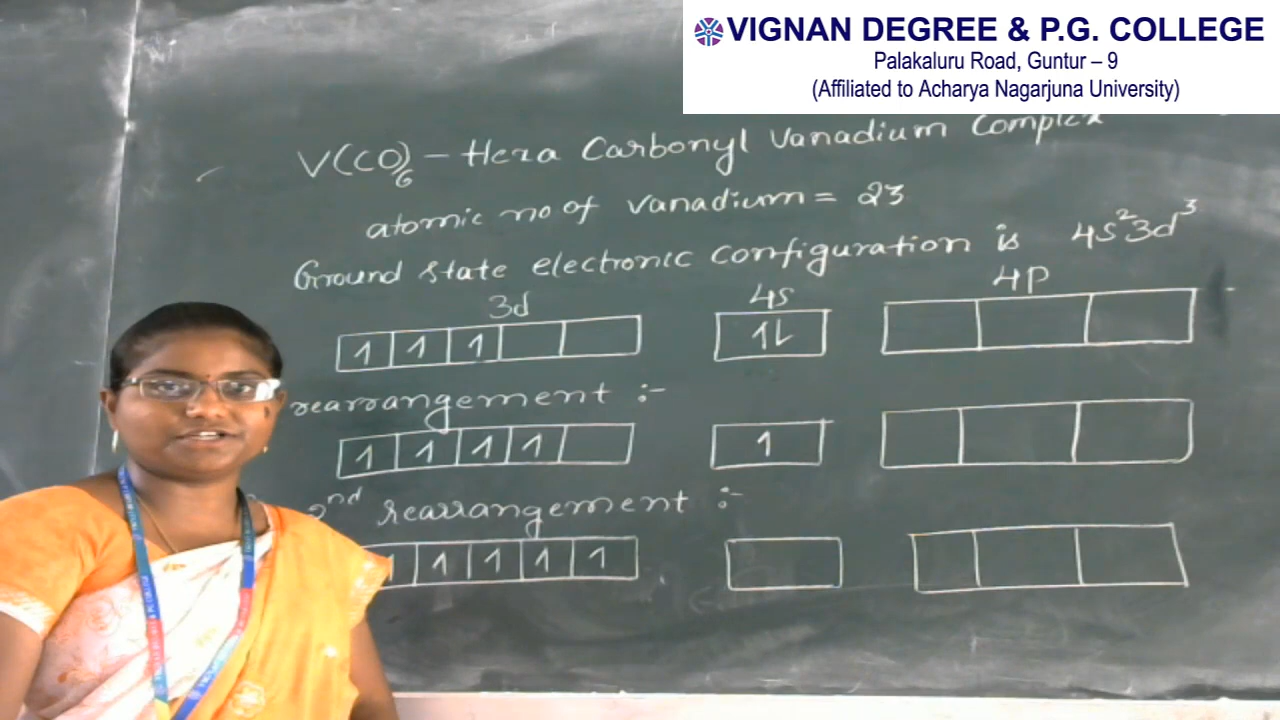 VIGNAN DEGREE & P.G. COLLEGE
Palakaluru Road, Guntur – 9
(Affiliated to Acharya Nagarjuna University)
V(CO)6 – Hexa Carbonyl Vanadium Complex
atomic no of vanadium = 23
Ground state electronic configuration is 4s² 3d³
3d 4s 4p
1 1 1 1L
rearrangement :-
1 1 1 1 1
2nd rearrangement :-
1 1 1 1 1